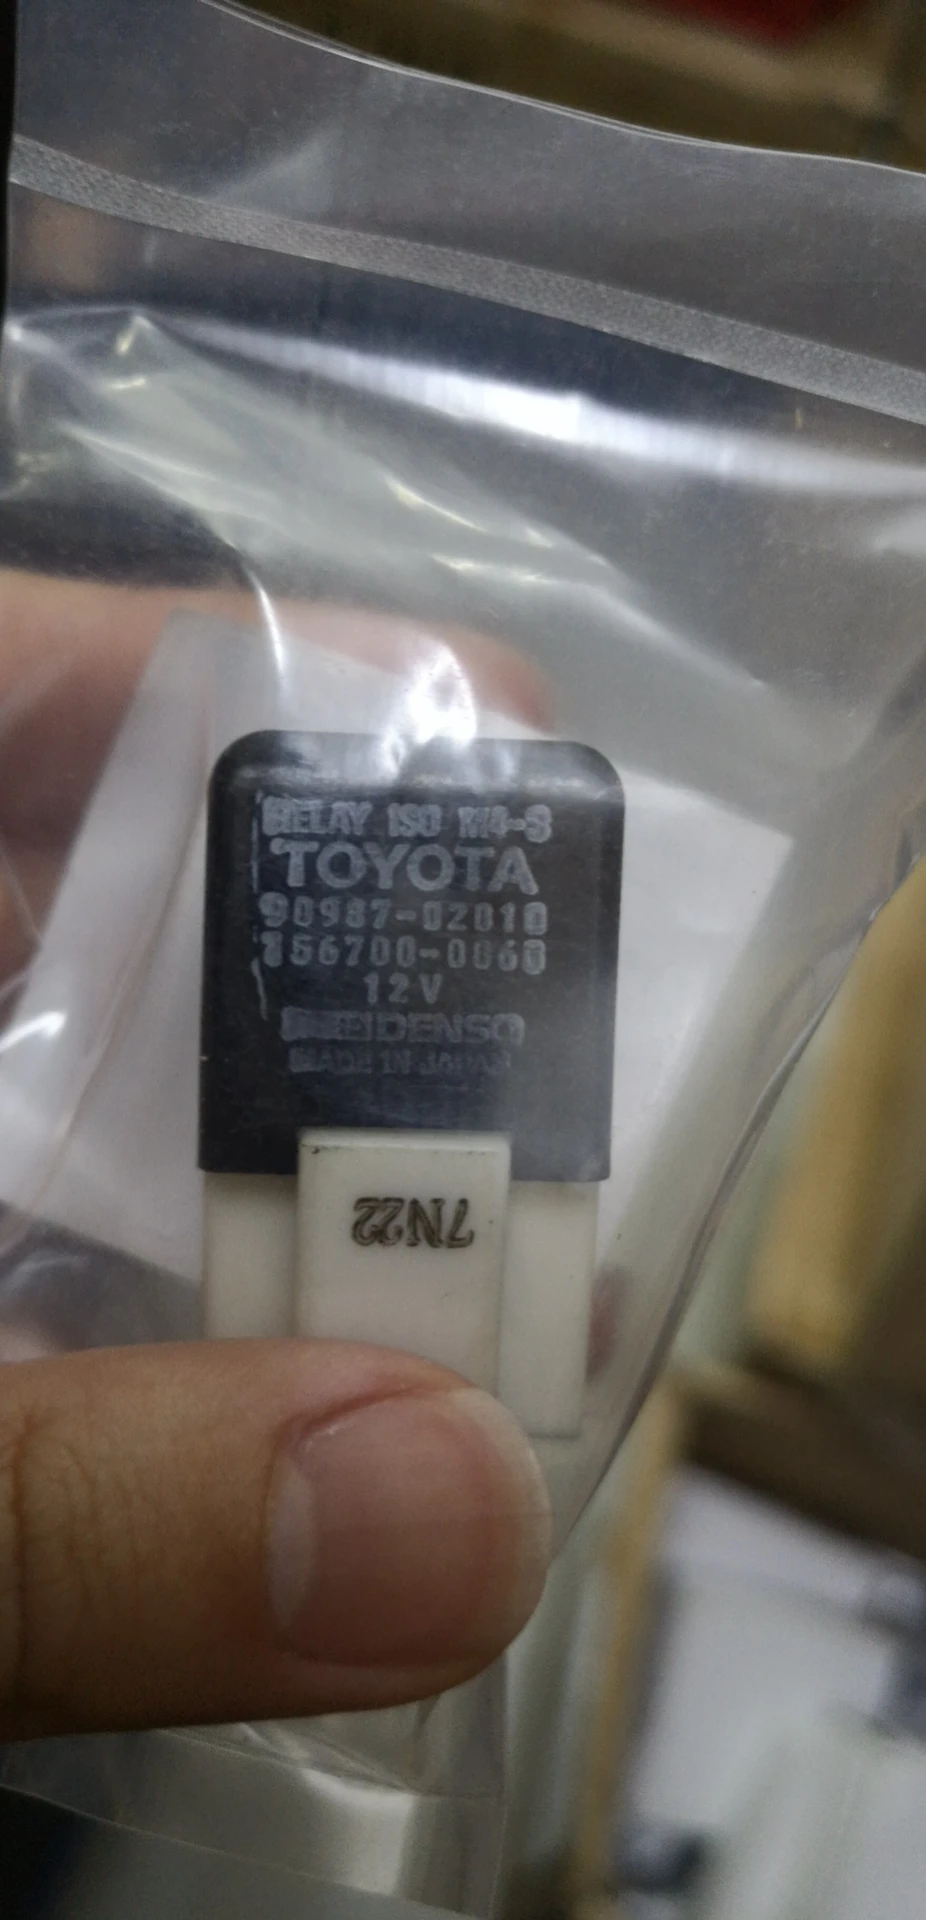 RELAY ISO M4-S
TOYOTA
90987-02010
156700-0060
12V
DENSO
MADE IN JAPAN
7N22